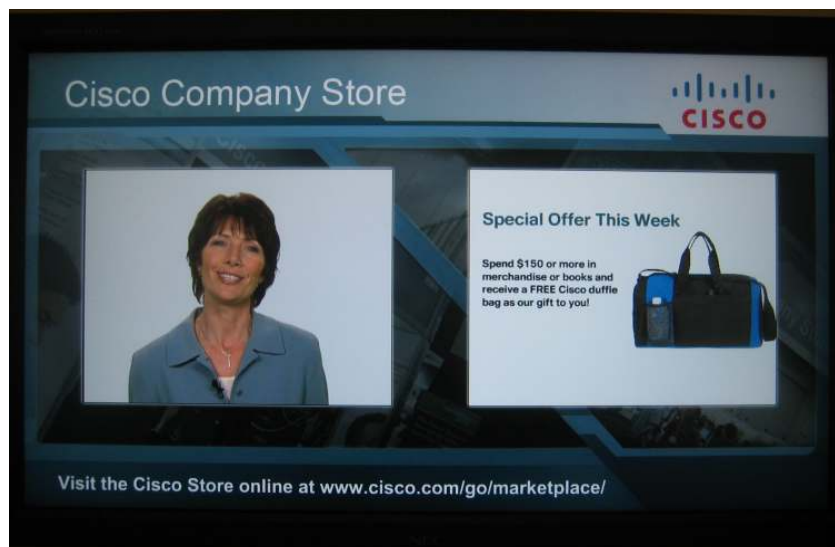 Cisco Company Store
CISCO
Special Offer This Week
Spend $150 or more in
merchandise or books and
receive a FREE Cisco duffle
bag as our gift to you!
Visit the Cisco Store online at www.cisco.com/go/marketplace/